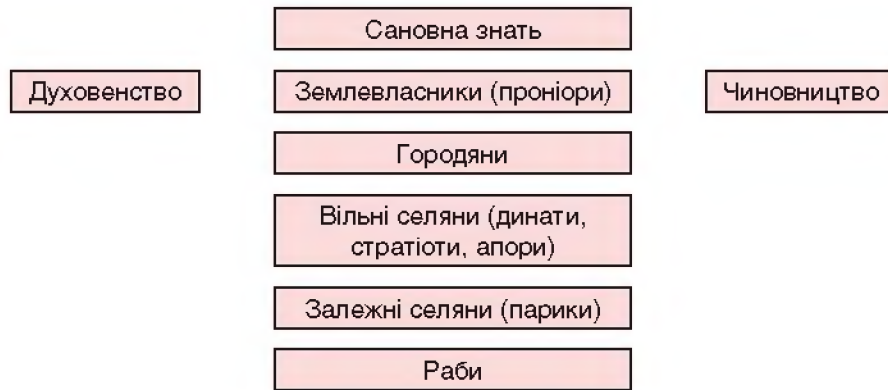 Сановна знать
Духовенство
Землевласники (проніори)
Чиновництво
Городяни
Вільні селяни (динати,
стратіоти, апори)
Залежні селяни (парики)
Раби